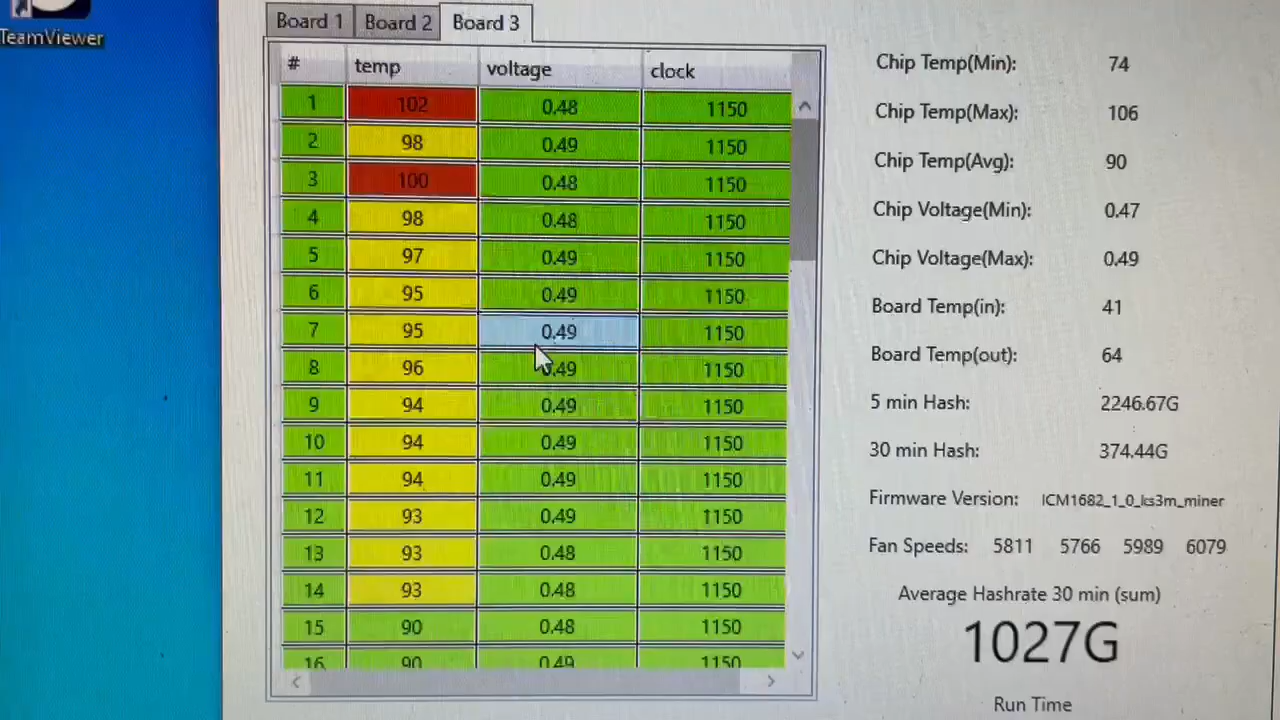 TeamViewer
Board 1 Board 2 Board 3
# temp voltage clock
1 102 0.48 1150
2 98 0.49 1150
3 100 0.48 1150
4 98 0.48 1150
5 97 0.49 1150
6 95 0.49 1150
7 95 0.49 1150
8 96 0.49 1150
9 94 0.49 1150
10 94 0.49 1150
11 94 0.49 1150
12 93 0.49 1150
13 93 0.48 1150
14 93 0.48 1150
15 90 0.48 1150
16 90 0.49 1150
Chip Temp(Min): 74
Chip Temp(Max): 106
Chip Temp(Avg): 90
Chip Voltage(Min): 0.47
Chip Voltage(Max): 0.49
Board Temp(in): 41
Board Temp(out): 64
5 min Hash: 2246.67G
30 min Hash: 374.44G
Firmware Version: ICM1682_1_0_ks3m_miner
Fan Speeds: 5811 5766 5989 6079
Average Hashrate 30 min (sum)
1027G
Run Time